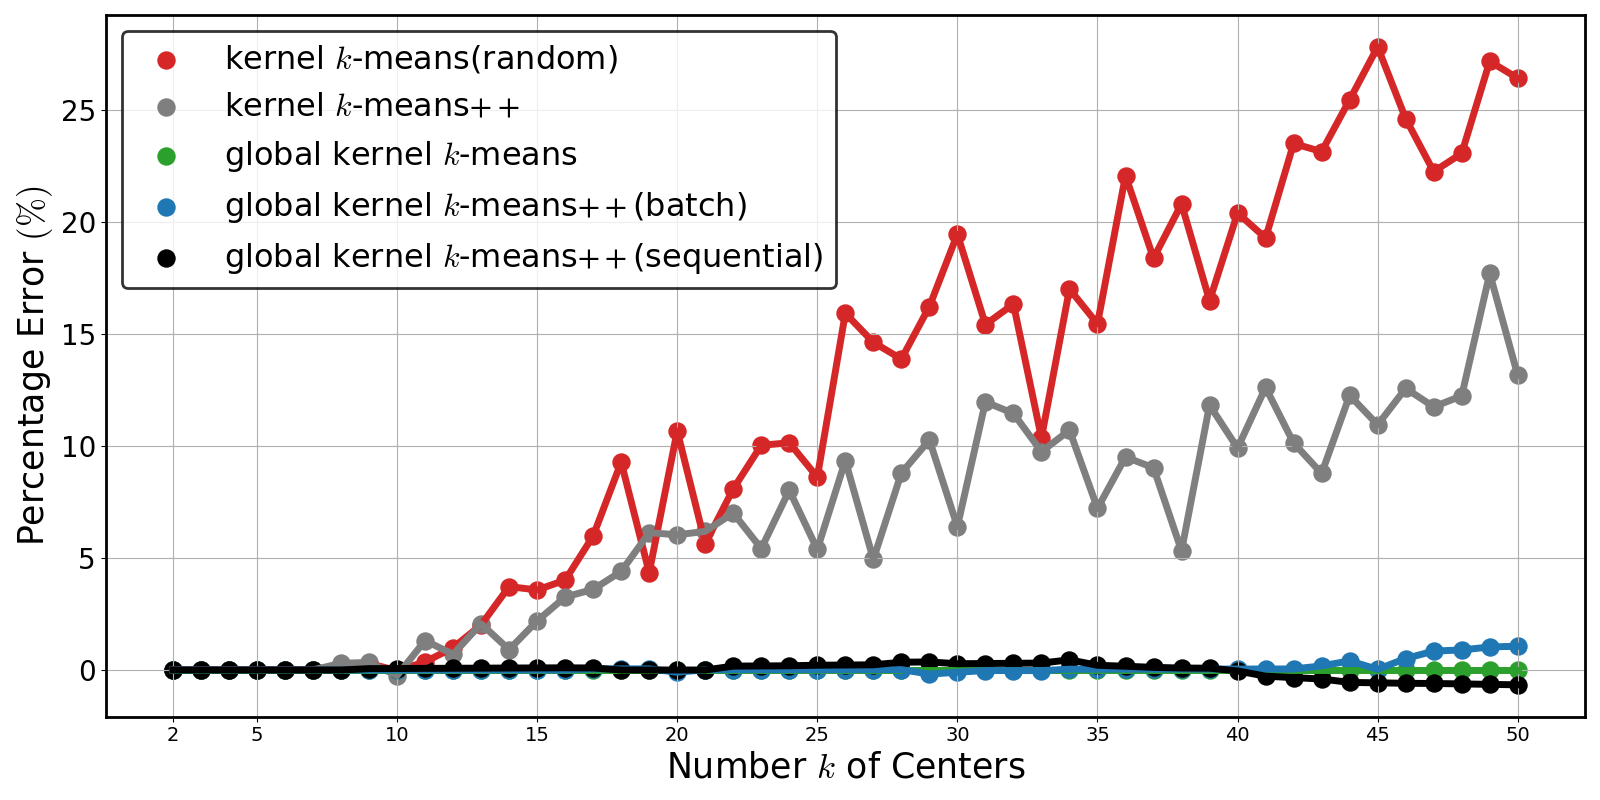 kernel k-means(random)
kernel k-means++
global kernel k-means
global kernel k-means++(batch)
global kernel k-means++(sequential)
Percentage Error (%)
25
20
15
10
5
0
2 5 10 15 20 25 30 35 40 45 50
Number k of Centers